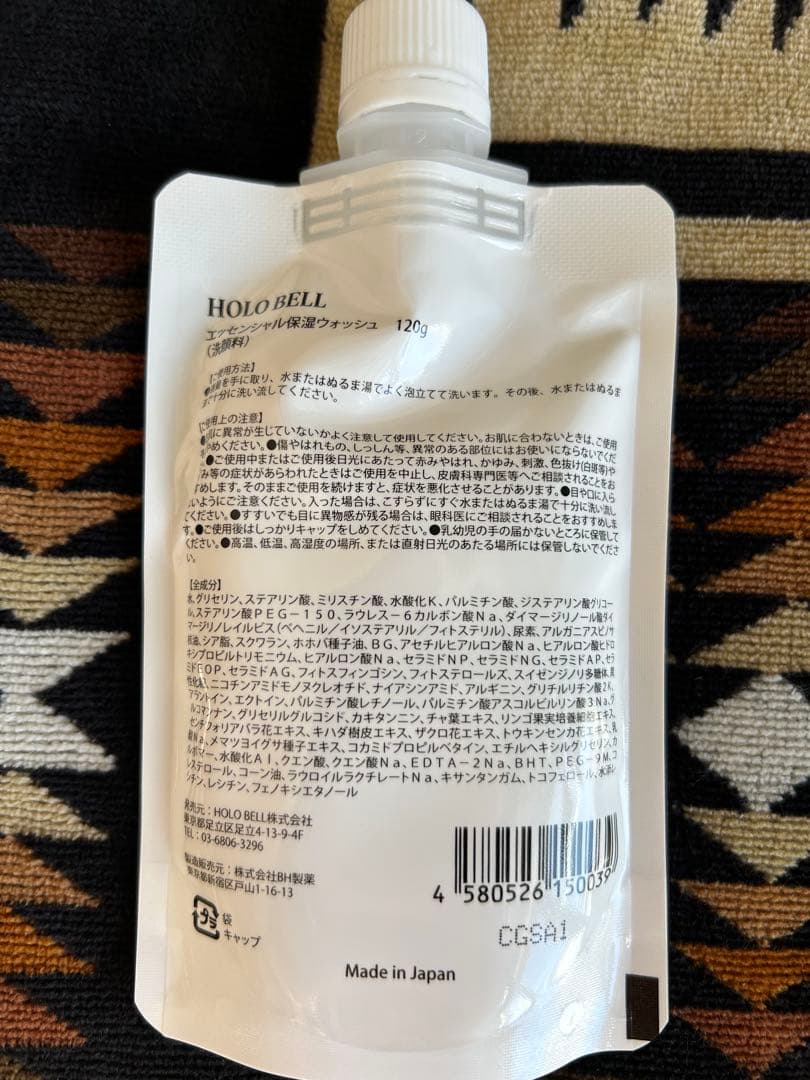 HOLO BELL
エッセンシャル保湿ウォッシュ 120g
(洗顔料)
【ご使用方法】
を手に取り、水またはぬるま湯でよく泡立てて洗います。その後、水またはぬるま
で十分に洗い流してください。
【ご使用上の注意】
に異常が生じていないかよく注意して使用してください。お肌に合わないときは、ご使用
やめください。●傷やはれもの、しっしん等、異常のある部位にはお使いにならないでくだ
●ご使用中またはご使用後日光にあたって赤みやはれ、かゆみ、刺激、色抜け(白斑等)や
み等の症状があらわれたときはご使用を中止し、皮膚科専門医等へご相談されることをお
すめします。そのままご使用を続けますと、症状を悪化させることがあります。●目や口に入ら
いようにご注意ください。入った場合は、こすらずにすぐ水またはぬるま湯で十分に洗い流し
てください。●すすいでも目に異物感が残る場合は、眼科医にご相談されることをおすすめしま
す。●ご使用後はしっかりキャップをしめてください。●乳幼児の手の届かないところに保管して
ください。●高温、低温、高湿度の場所、または直射日光のあたる場所には保管しないでくださ
い。
【全成分】
水、グリセリン、ステアリン酸、ミリスチン酸、水酸化K、パルミチン酸、ジステアリン酸グリコー
ル、ステアリン酸PEG-150、ラウレス-6カルボン酸Na、ダイマージリノール酸ダイ
マージリノレイルビス(ベヘニル/イソステアリル/フィトステリル)、尿素、アルガニアスピノサ
核油、シア脂、スクワラン、ホホバ種子油、BG、アセチルヒアルロン酸Na、ヒアルロン酸ヒドロ
キシプロピルトリモニウム、ヒアルロン酸Na、セラミドNP、セラミドNG、セラミドAP、セラ
ミドEOP、セラミドAG、フィトスフィンゴシン、フィトステロールズ、スイゼンジノリ多糖体、
性化酸、ニコチンアミドモノヌクレオチド、ナイアシンアミド、アルギニン、グリチルリチン酸2K、
アラントイン、エクトイン、パルミチン酸レチノール、パルミチン酸アスコルビルリン酸3Na、グ
ルコマンナン、グリセリルグルコシド、カキタンニン、チャ葉エキス、リンゴ果実培養細胞エキス、
センチフォリアバラ花エキス、キハダ樹皮エキス、ザクロ花エキス、トウキンセンカ花エキス、乳
酸Na、メマツヨイグサ種子エキス、コカミドプロピルベタイン、エチルヘキシルグリセリン、カ
ルボマー、水酸化Al、クエン酸、クエン酸Na、EDTA-2Na、BHT、PEG-9M、コ
レステロール、コーン油、ラウロイルラクチレートNa、キサンタンガム、トコフェロール、水添レ
シチン、レシチン、フェノキシエタノール
発売元:HOLO BELL株式会社
東京都足立区足立4-13-9-4F
TEL:03-6806-3296
製造販売元:株式会社BH製薬
東京都新宿区戸山1-16-13
プラ
袋
キャップ
4 580526 150039
CGSA1
Made in Japan